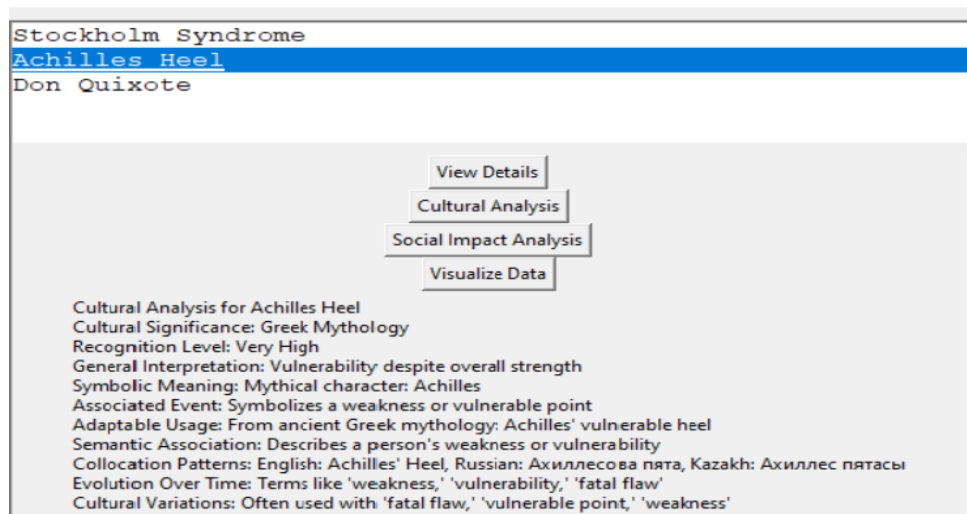 Stockholm Syndrome
Achilles Heel
Don Quixote
View Details
Cultural Analysis
Social Impact Analysis
Visualize Data
Cultural Analysis for Achilles Heel
Cultural Significance: Greek Mythology
Recognition Level: Very High
General Interpretation: Vulnerability despite overall strength
Symbolic Meaning: Mythical character: Achilles
Associated Event: Symbolizes a weakness or vulnerable point
Adaptable Usage: From ancient Greek mythology: Achilles' vulnerable heel
Semantic Association: Describes a person's weakness or vulnerability
Collocation Patterns: English: Achilles' Heel, Russian: Ахиллесова пята, Kazakh: Ахиллес пятасы
Evolution Over Time: Terms like 'weakness,' 'vulnerability,' 'fatal flaw'
Cultural Variations: Often used with 'fatal flaw,' 'vulnerable point,' 'weakness'